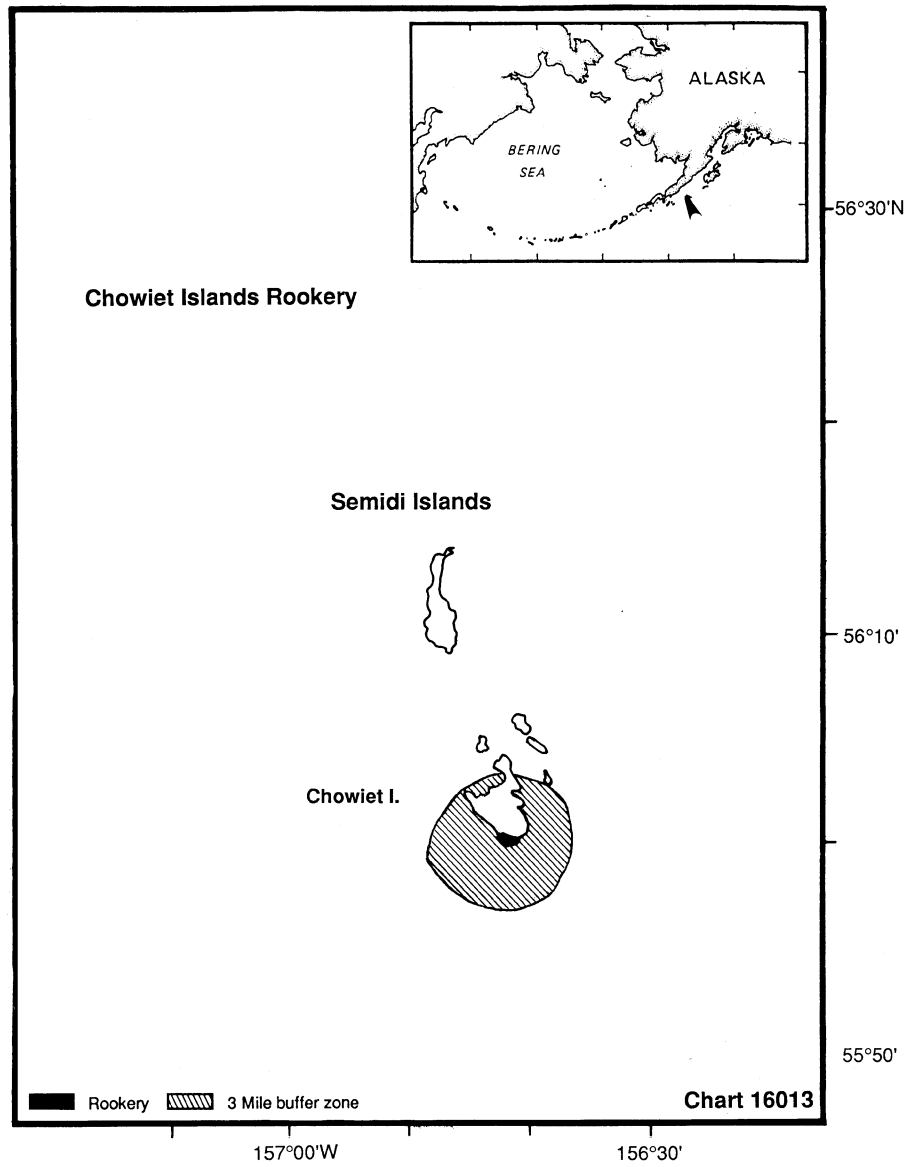 ALASKA
BERING
SEA
56°30'N
Chowiet Islands Rookery
Semidi Islands
56°10'
Chowiet I.
55°50'
Rookery
3 Mile buffer zone
Chart 16013
157°00'W
156°30'